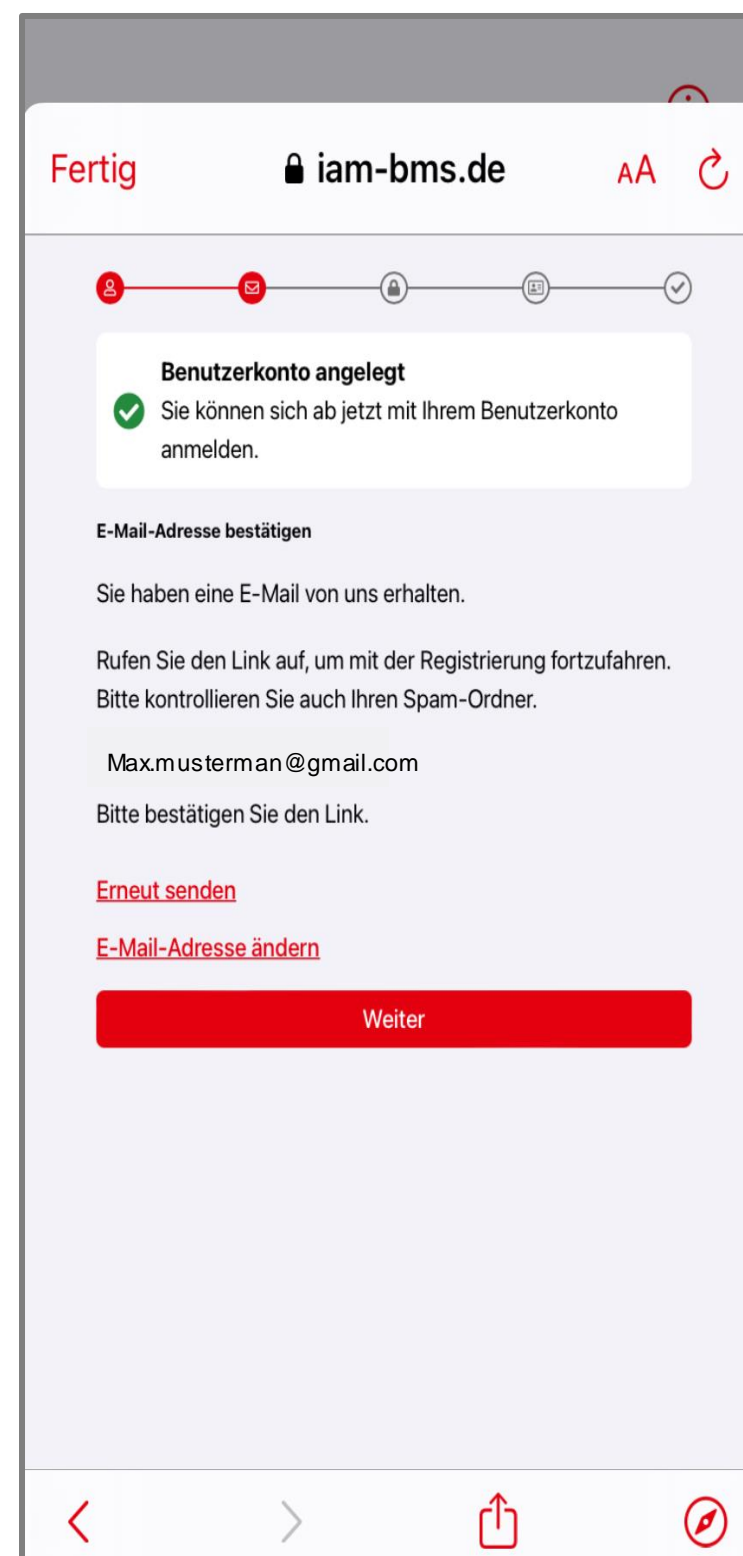 Fertig iam-bms.de AA
Benutzerkonto angelegt
Sie können sich ab jetzt mit Ihrem Benutzerkonto
anmelden.
E-Mail-Adresse bestätigen
Sie haben eine E-Mail von uns erhalten.
Rufen Sie den Link auf, um mit der Registrierung fortzufahren.
Bitte kontrollieren Sie auch Ihren Spam-Ordner.
Max.musterman@gmail.com
Bitte bestätigen Sie den Link.
Erneut senden
E-Mail-Adresse ändern
Weiter